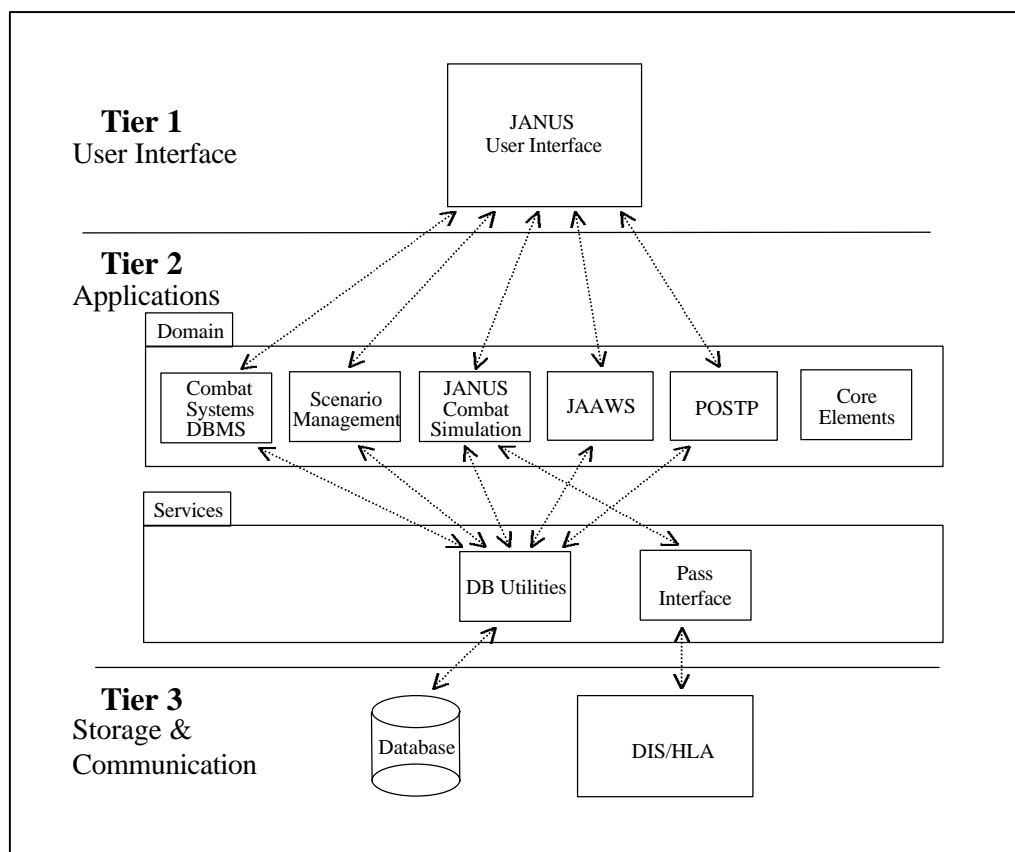 Tier 1
User Interface
JANUS
User Interface
Tier 2
Applications
Domain
Combat
Systems
DBMS
Scenario
Management
JANUS
Combat
Simulation
JAAWS
POSTP
Core
Elements
Services
DB Utilities
Pass
Interface
Tier 3
Storage &
Communication
Database
DIS/HLA